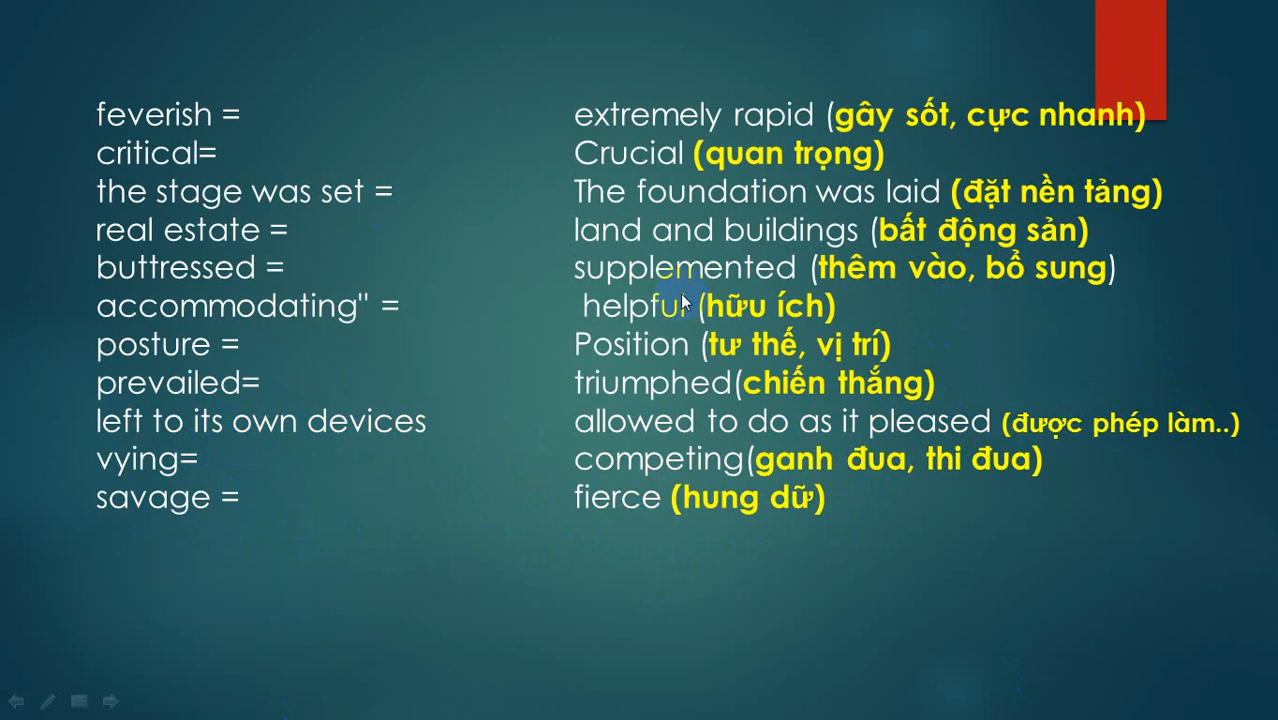 feverish = extremely rapid (gây sốt, cực nhanh)
critical= Crucial (quan trọng)
the stage was set = The foundation was laid (đặt nền tảng)
real estate = land and buildings (bất động sản)
buttressed = supplemented (thêm vào, bổ sung)
accommodating" = helpful (hữu ích)
posture = Position (tư thế, vị trí)
prevailed= triumphed(chiến thắng)
left to its own devices allowed to do as it pleased (được phép làm..)
vying= competing(ganh đua, thi đua)
savage = fierce (hung dữ)